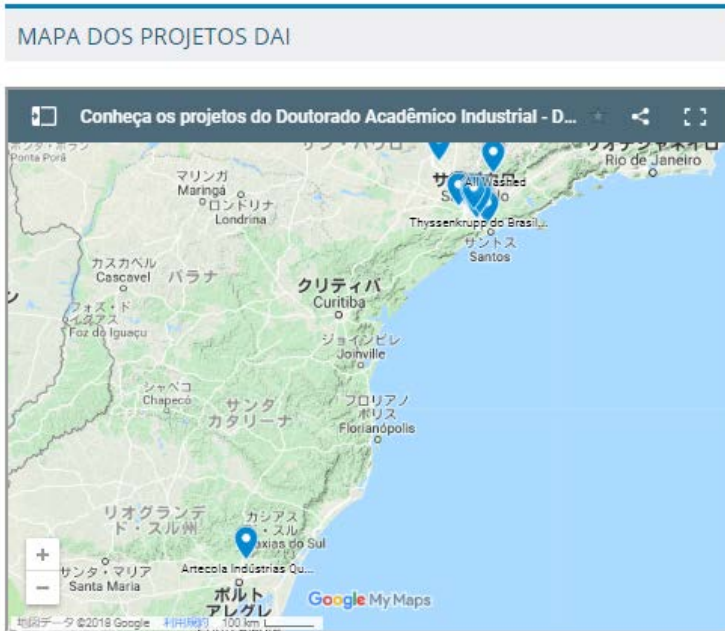 MAPA DOS PROJETOS DAI
Conheça os projetos do Doutorado Acadêmico Industrial - D...
Ponta Porã
Rio de Janeiro
マリンガ
Maringá
ロンドリナ
Londrina
All Washed
Thyssenkrupp do Brasil...
サントス
Santos
カスカベル
Cascavel
パラナ
クリティバ
Curitiba
フォス・ド
イグアス
Foz do Iguaçu
ジョインビレ
Joinville
シャペコ
Chapecó
サンタ
カタリーナ
フロリアノ
ポリス
Florianópolis
リオグランデ
ド・スル州
カシアス
・スル
axias do Sul
サンタ・マリア
Santa Maria
Artecola Indústrias Qu...
ポルト
アレグレ
Google My Maps
地図データ ©2018 Google 利用規約 100 km